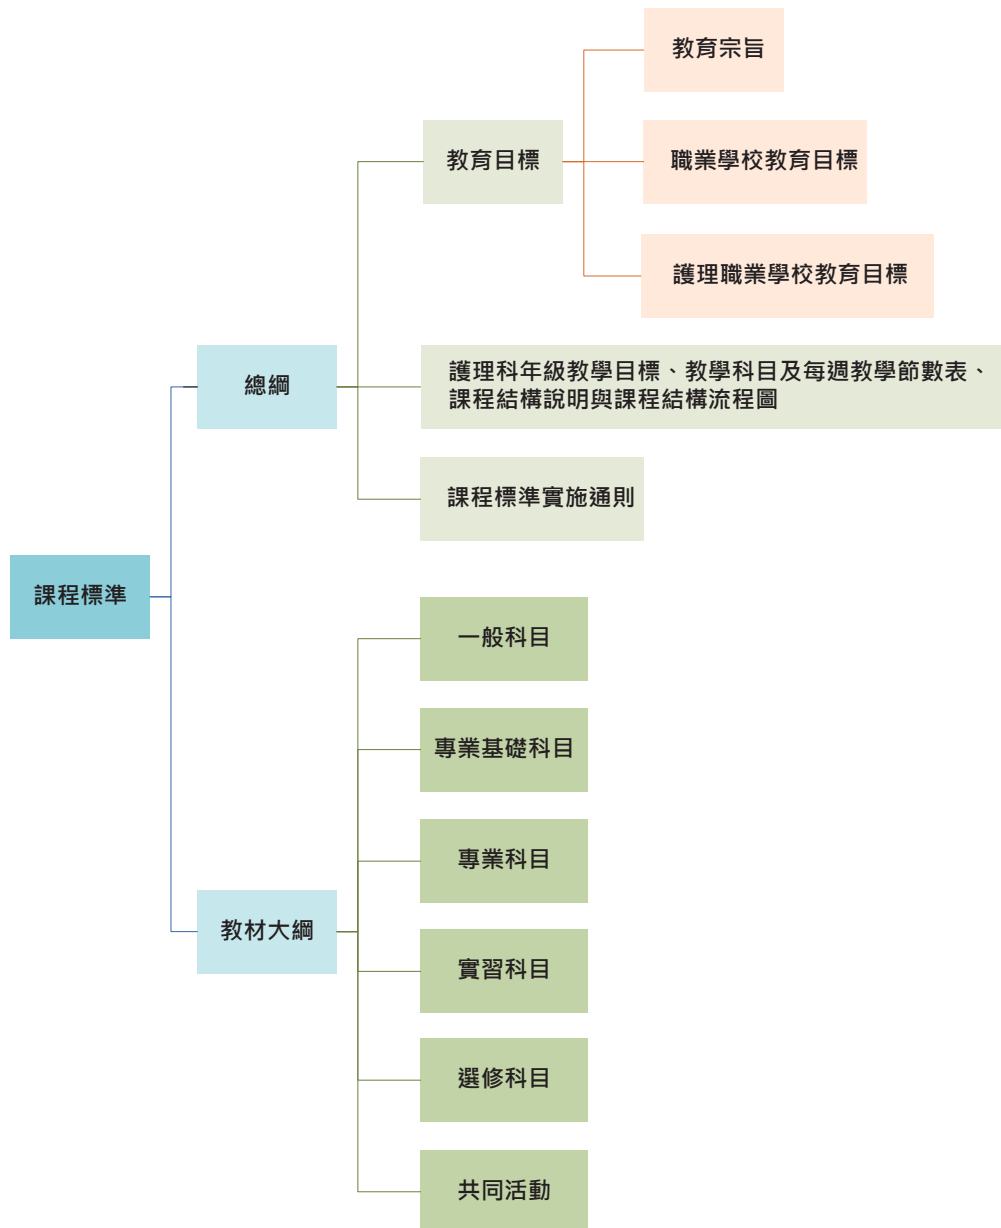 課程標準
總綱
教育目標
教育宗旨
職業學校教育目標
護理職業學校教育目標
護理科年級教學目標、教學科目及每週教學節數表、
課程結構說明與課程結構流程圖
課程標準實施通則
教材大綱
一般科目
專業基礎科目
專業科目
實習科目
選修科目
共同活動